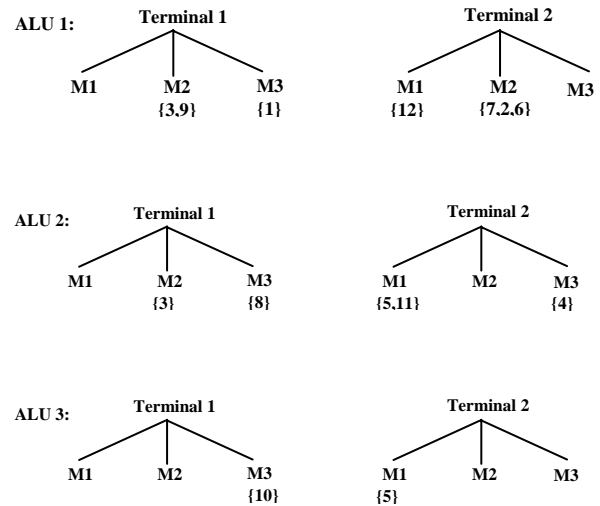 ALU 1: Terminal 1 Terminal 2
M1 M2 M3 M1 M2 M3
{3,9} {1} {12} {7,2,6}
ALU 2: Terminal 1 Terminal 2
M1 M2 M3 M1 M2 M3
{3} {8} {5,11} {4}
ALU 3: Terminal 1 Terminal 2
M1 M2 M3 M1 M2 M3
{10} {5}